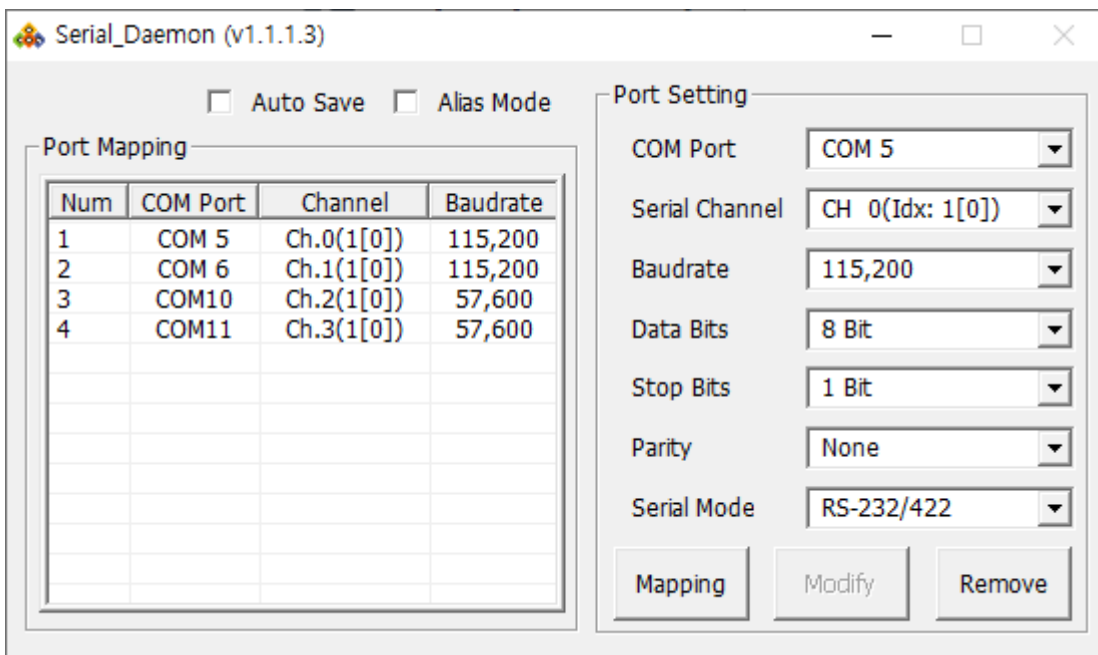 Serial_Daemon (v1.1.1.3)
Auto Save Alias Mode
Port Mapping
Num COM Port Channel Baudrate
1 COM 5 Ch.0(1[0]) 115,200
2 COM 6 Ch.1(1[0]) 115,200
3 COM10 Ch.2(1[0]) 57,600
4 COM11 Ch.3(1[0]) 57,600
Port Setting
COM Port COM 5
Serial Channel CH 0(Idx: 1[0])
Baudrate 115,200
Data Bits 8 Bit
Stop Bits 1 Bit
Parity None
Serial Mode RS-232/422
Mapping Modify Remove